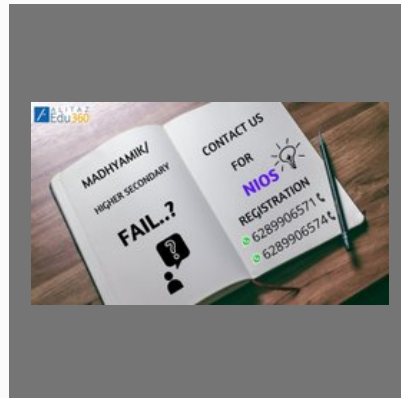 ALITAZ
Edu360
MADHYAMIK/
HIGHER SECONDARY
FAIL..?
?
CONTACT US
FOR
NIOS
REGISTRATION
6289906571
6289906574